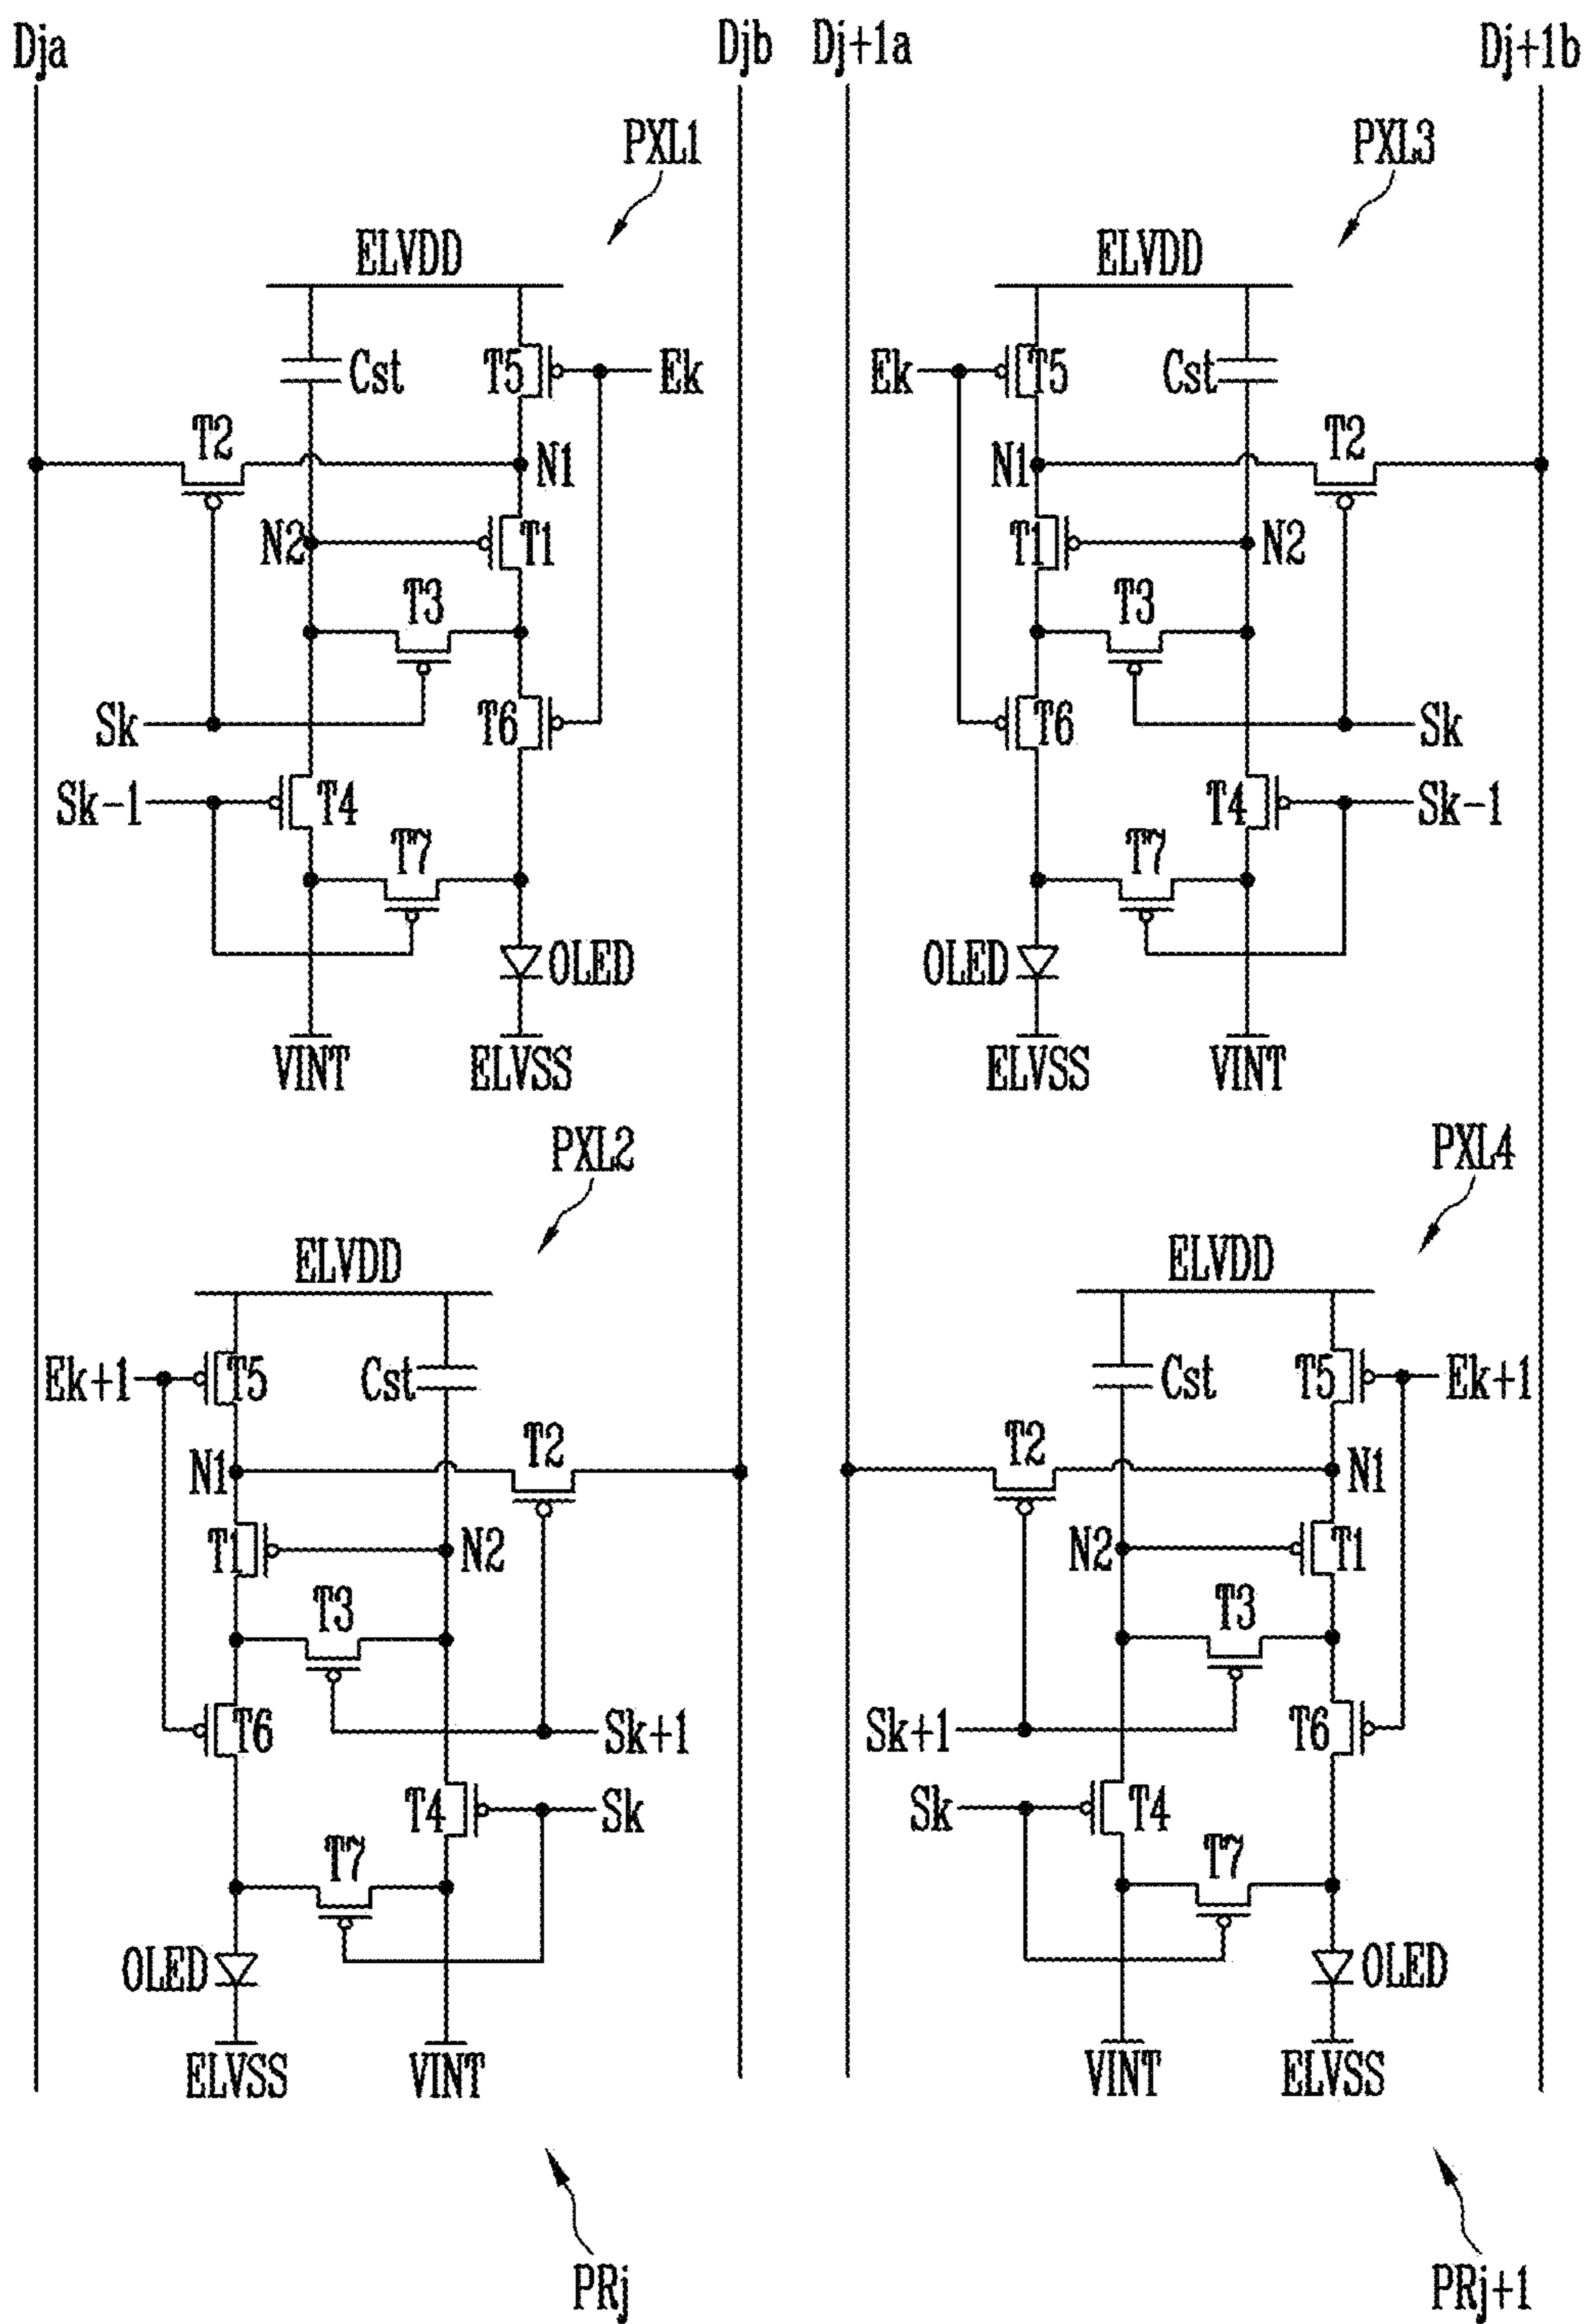 Dja Djb Dj+1a Dj+1b
PXL1 PXL3
ELVDD ELVDD
Cst T5 Ek Ek T5 Cst
T2 N1 N1 T2
N2 T1 T1 N2
T3 T3
Sk T6 T6 Sk
Sk-1 T4 T4 Sk-1
T7 T7
OLED OLED
VINT ELVSS ELVSS VINT
PXL2 PXL4
ELVDD ELVDD
Ek+1 T5 Cst Cst T5 Ek+1
N1 T2 T2 N1
T1 N2 N2 T1
T3 T3
T6 Sk+1 Sk+1 T6
T4 Sk Sk T4
T7 T7
OLED OLED
ELVSS VINT VINT ELVSS
PRj PRj+1